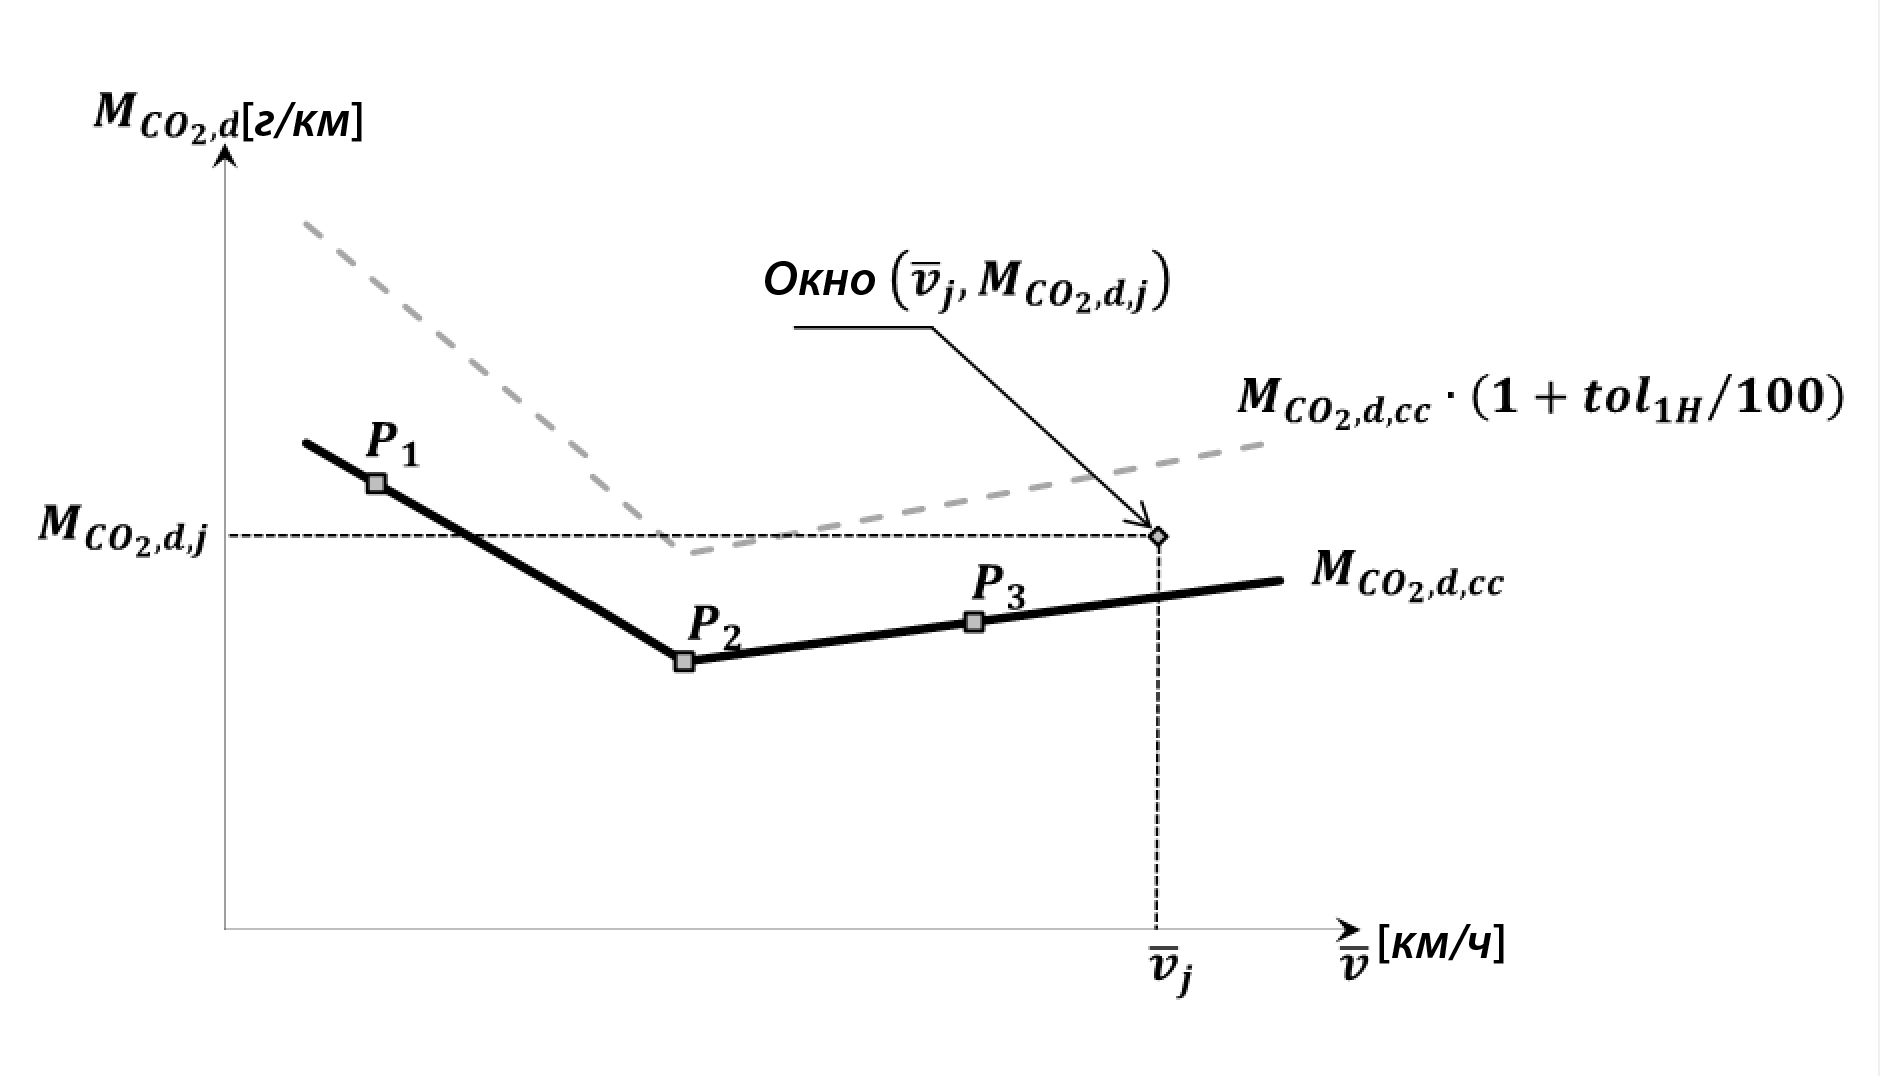 M_{CO_2,d}[г/км]
Окно (v̅_j, M_{CO_2,d,j})
M_{CO_2,d,cc} · (1 + tol_{1H}/100)
P_1
M_{CO_2,d,j}
P_3
M_{CO_2,d,cc}
P_2
v̅_j
v̅ [км/ч]